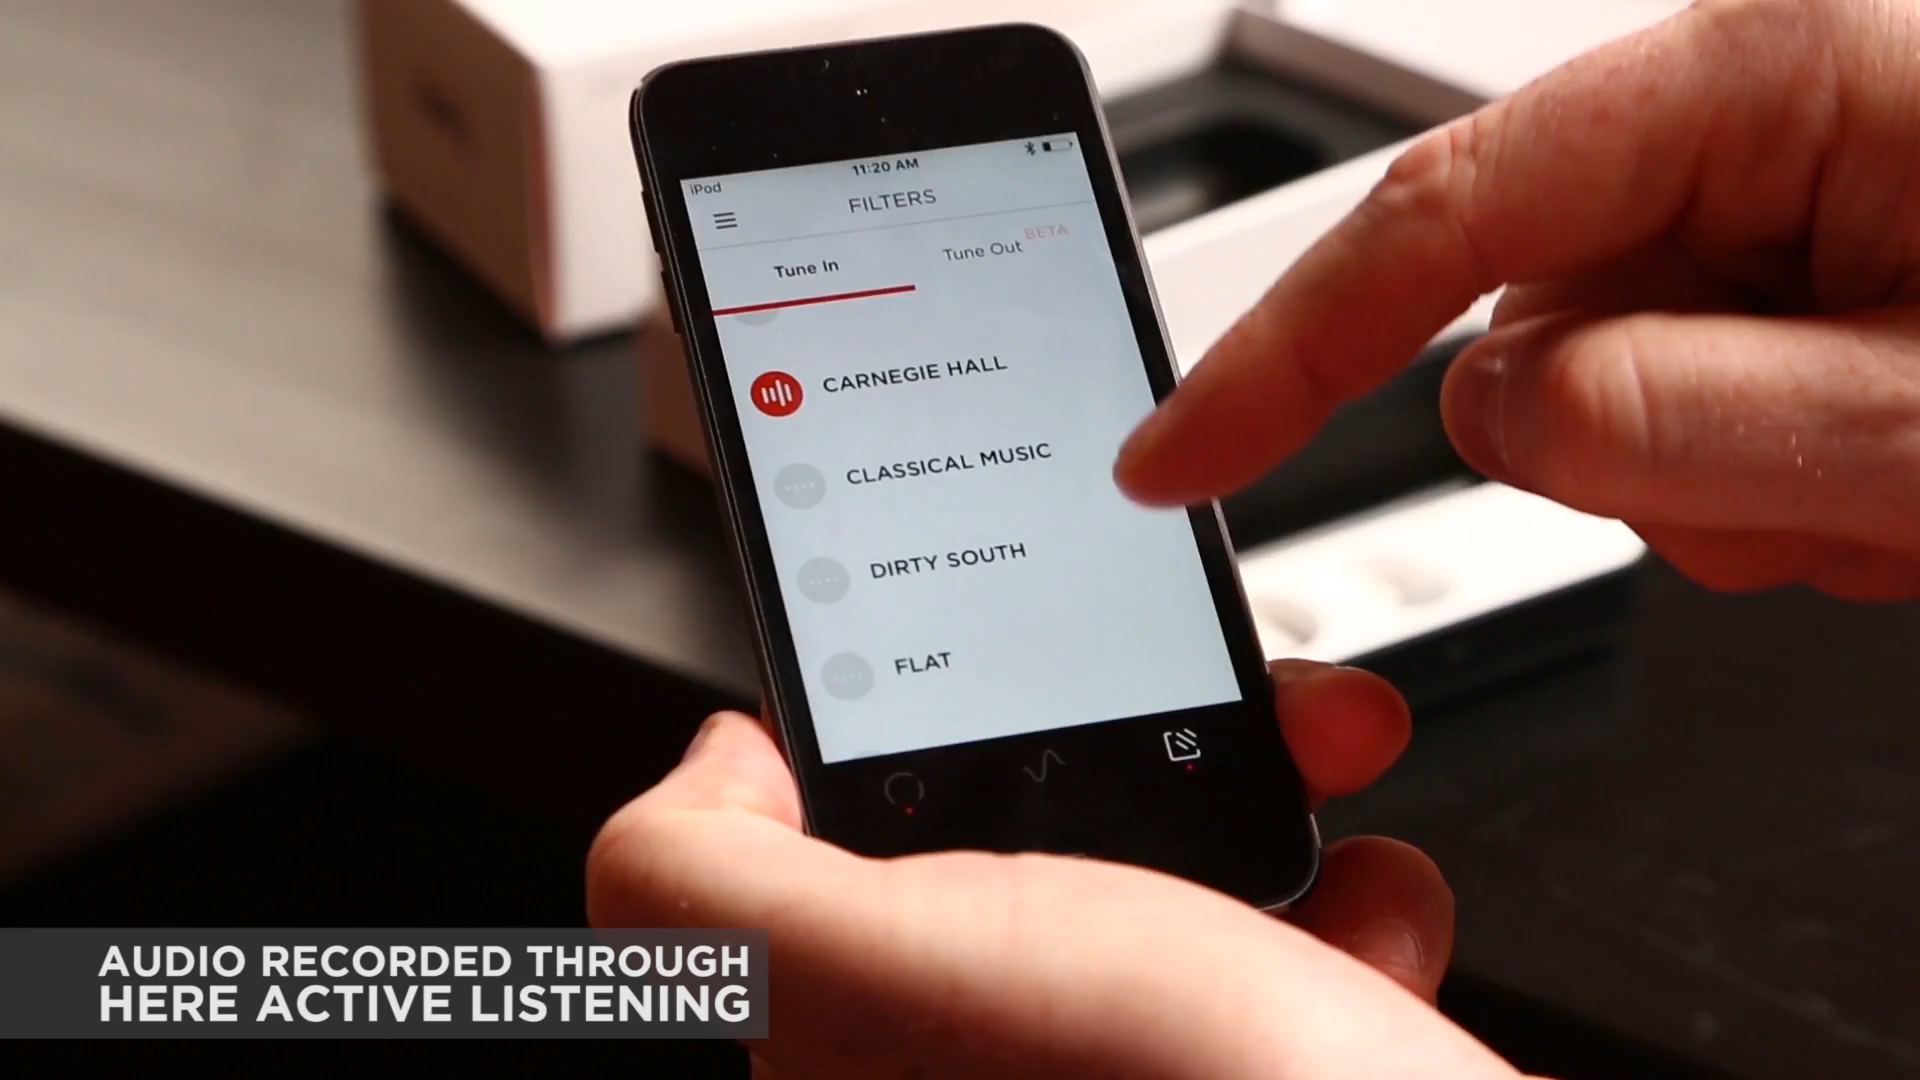 iPod
11:20 AM
FILTERS
Tune In
Tune Out
BETA
CARNEGIE HALL
CLASSICAL MUSIC
DIRTY SOUTH
FLAT
AUDIO RECORDED THROUGH
HERE ACTIVE LISTENING